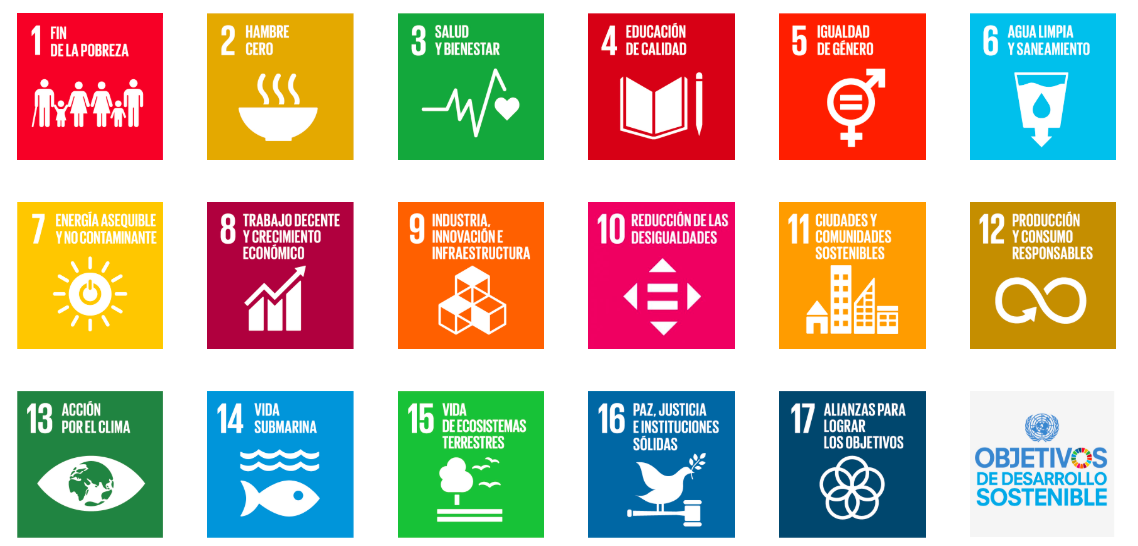 1 FIN
DE LA POBREZA
2 HAMBRE
CERO
3 SALUD
Y BIENESTAR
4 EDUCACIÓN
DE CALIDAD
5 IGUALDAD
DE GÉNERO
6 AGUA LIMPIA
Y SANEAMIENTO
7 ENERGÍA ASEQUIBLE
Y NO CONTAMINANTE
8 TRABAJO DECENTE
Y CRECIMIENTO
ECONÓMICO
9 INDUSTRIA,
INNOVACIÓN E
INFRAESTRUCTURA
10 REDUCCIÓN DE LAS
DESIGUALDADES
11 CIUDADES Y
COMUNIDADES
SOSTENIBLES
12 PRODUCCIÓN
Y CONSUMO
RESPONSABLES
13 ACCIÓN
POR EL CLIMA
14 VIDA
SUBMARINA
15 VIDA
DE ECOSISTEMAS
TERRESTRES
16 PAZ, JUSTICIA
E INSTITUCIONES
SÓLIDAS
17 ALIANZAS PARA
LOGRAR
LOS OBJETIVOS
OBJETIVOS
DE DESARROLLO
SOSTENIBLE